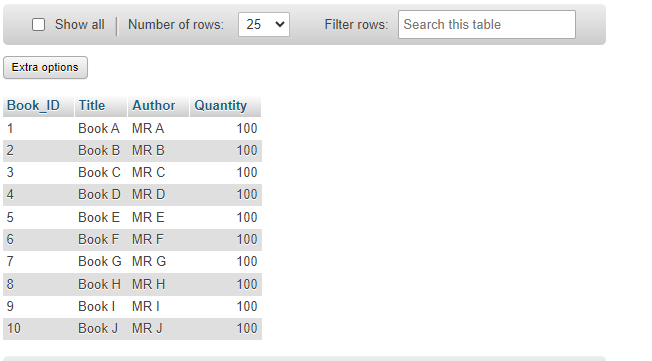 Show all Number of rows: 25 Filter rows: Search this table
Extra options
Book_ID Title Author Quantity
1 Book A MR A 100
2 Book B MR B 100
3 Book C MR C 100
4 Book D MR D 100
5 Book E MR E 100
6 Book F MR F 100
7 Book G MR G 100
8 Book H MR H 100
9 Book I MR I 100
10 Book J MR J 100